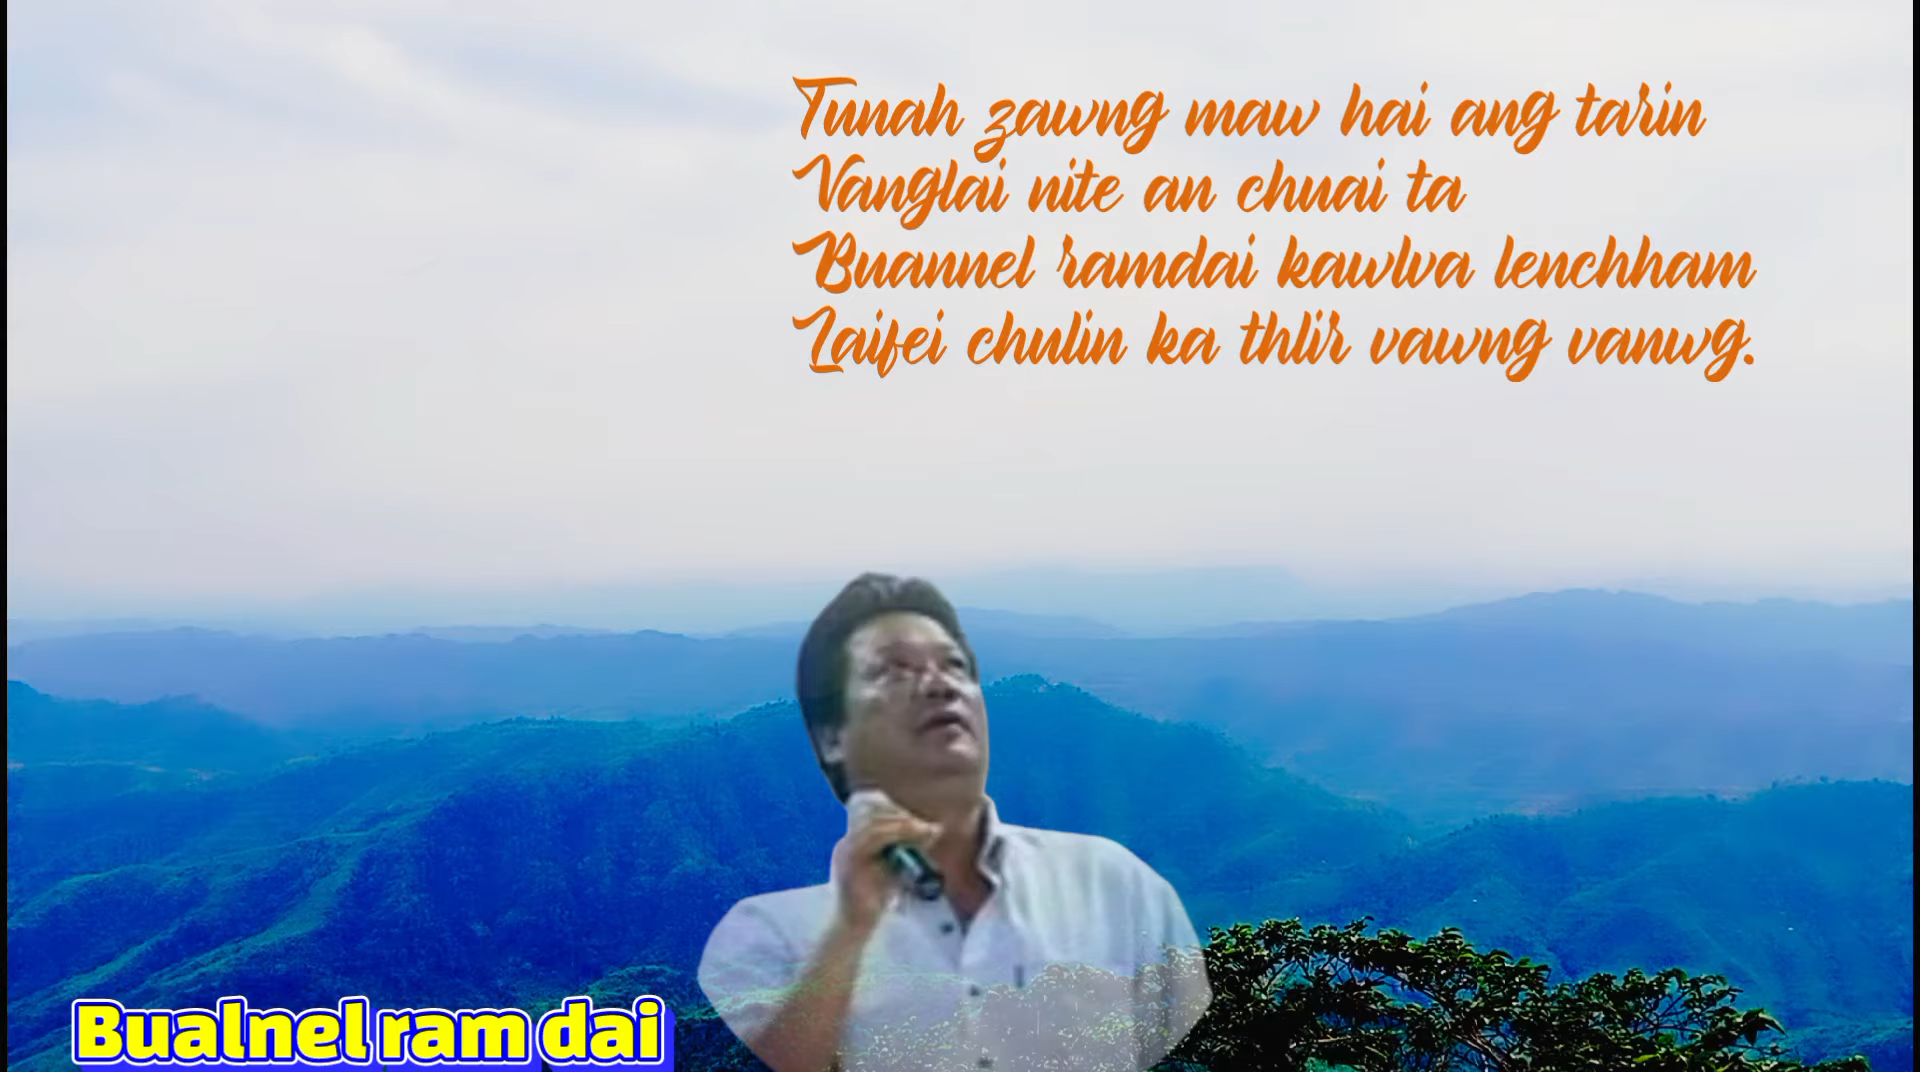 Tunah zawng maw hai ang tarin
Vanglai nite an chuai ta
Buannel ramdai kawlva lenchham
Laifei chulin ka thlir vawng vanwg.
Bualnel ram dai